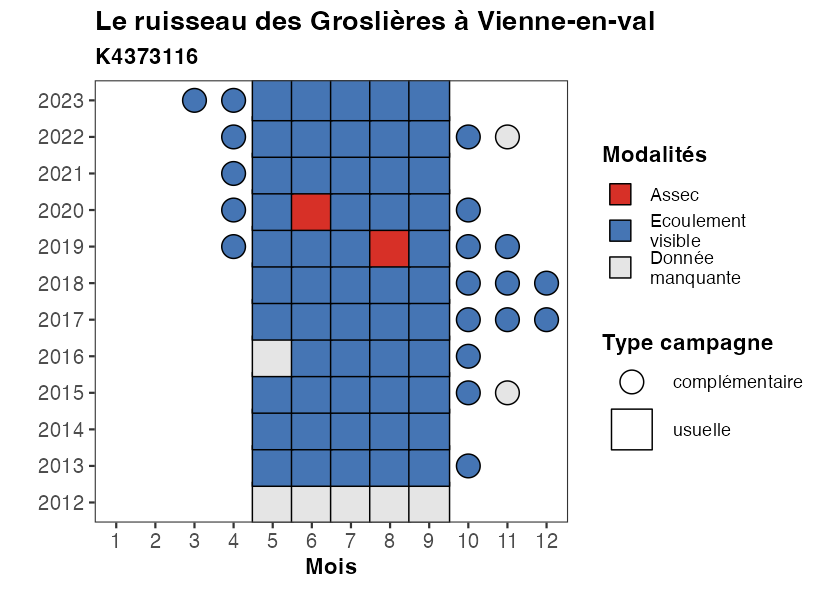 Le ruisseau des Groslières à Vienne-en-val
K4373116
2023
2022
2021
2020
2019
2018
2017
2016
2015
2014
2013
2012
1 2 3 4 5 6 7 8 9 10 11 12
Mois
Modalités
Assec
Ecoulement
visible
Donnée
manquante
Type campagne
complémentaire
usuelle